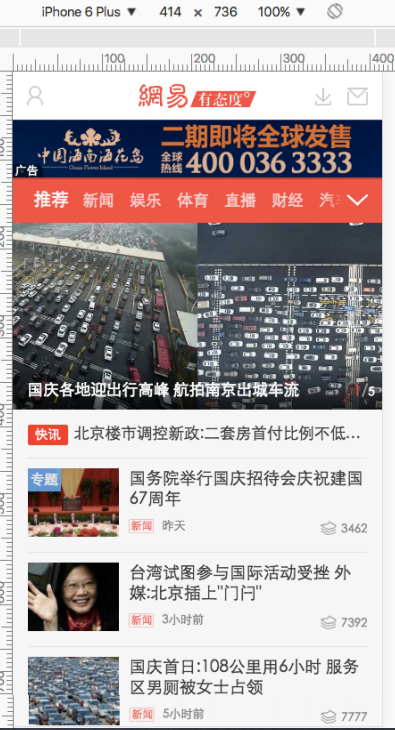 iPhone 6 Plus ▼ 414 × 736 100% ▼
100 200 300 400
網易 有态度°
中国海南海花岛
二期即将全球发售
全球热线 400 036 3333
广告
推荐 新闻 娱乐 体育 直播 财经
国庆各地迎出行高峰 航拍南京出城车流
/5
快讯 北京楼市调控新政:二套房首付比例不低...
专题
国务院举行国庆招待会庆祝建国
67周年
新闻 昨天 3462
台湾试图参与国际活动受挫 外
媒:北京插上"门闩"
新闻 3小时前 7392
国庆首日:108公里用6小时 服务
区男厕被女士占领
新闻 5小时前 7777